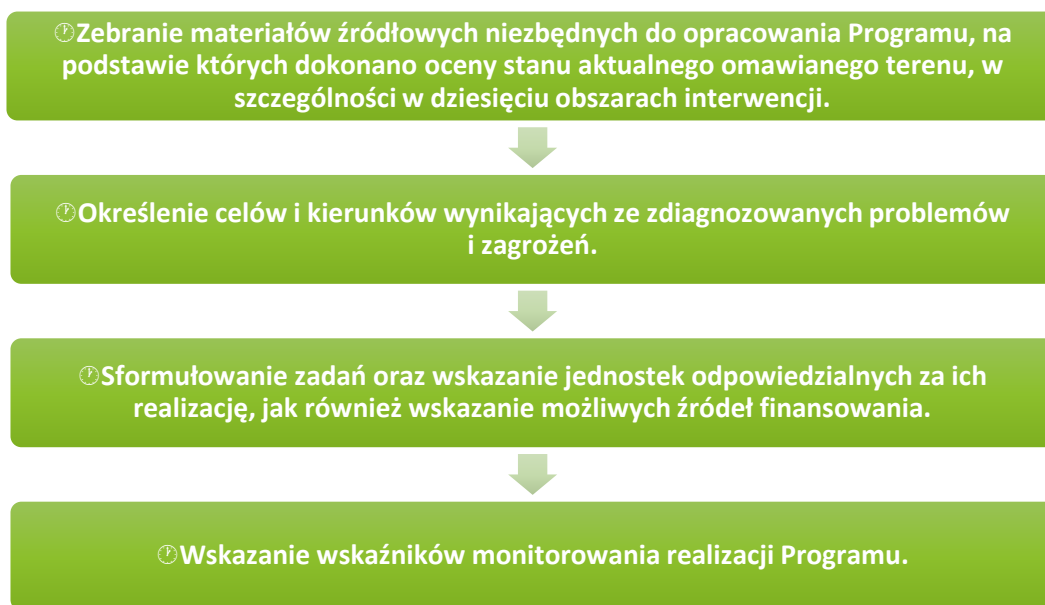 🕐Zebranie materiałów źródłowych niezbędnych do opracowania Programu, na
podstawie których dokonano oceny stanu aktualnego omawianego terenu, w
szczególności w dziesięciu obszarach interwencji.
🕐Określenie celów i kierunków wynikających ze zdiagnozowanych problemów
i zagrożeń.
🕐Sformułowanie zadań oraz wskazanie jednostek odpowiedzialnych za ich
realizację, jak również wskazanie możliwych źródeł finansowania.
🕐Wskazanie wskaźników monitorowania realizacji Programu.